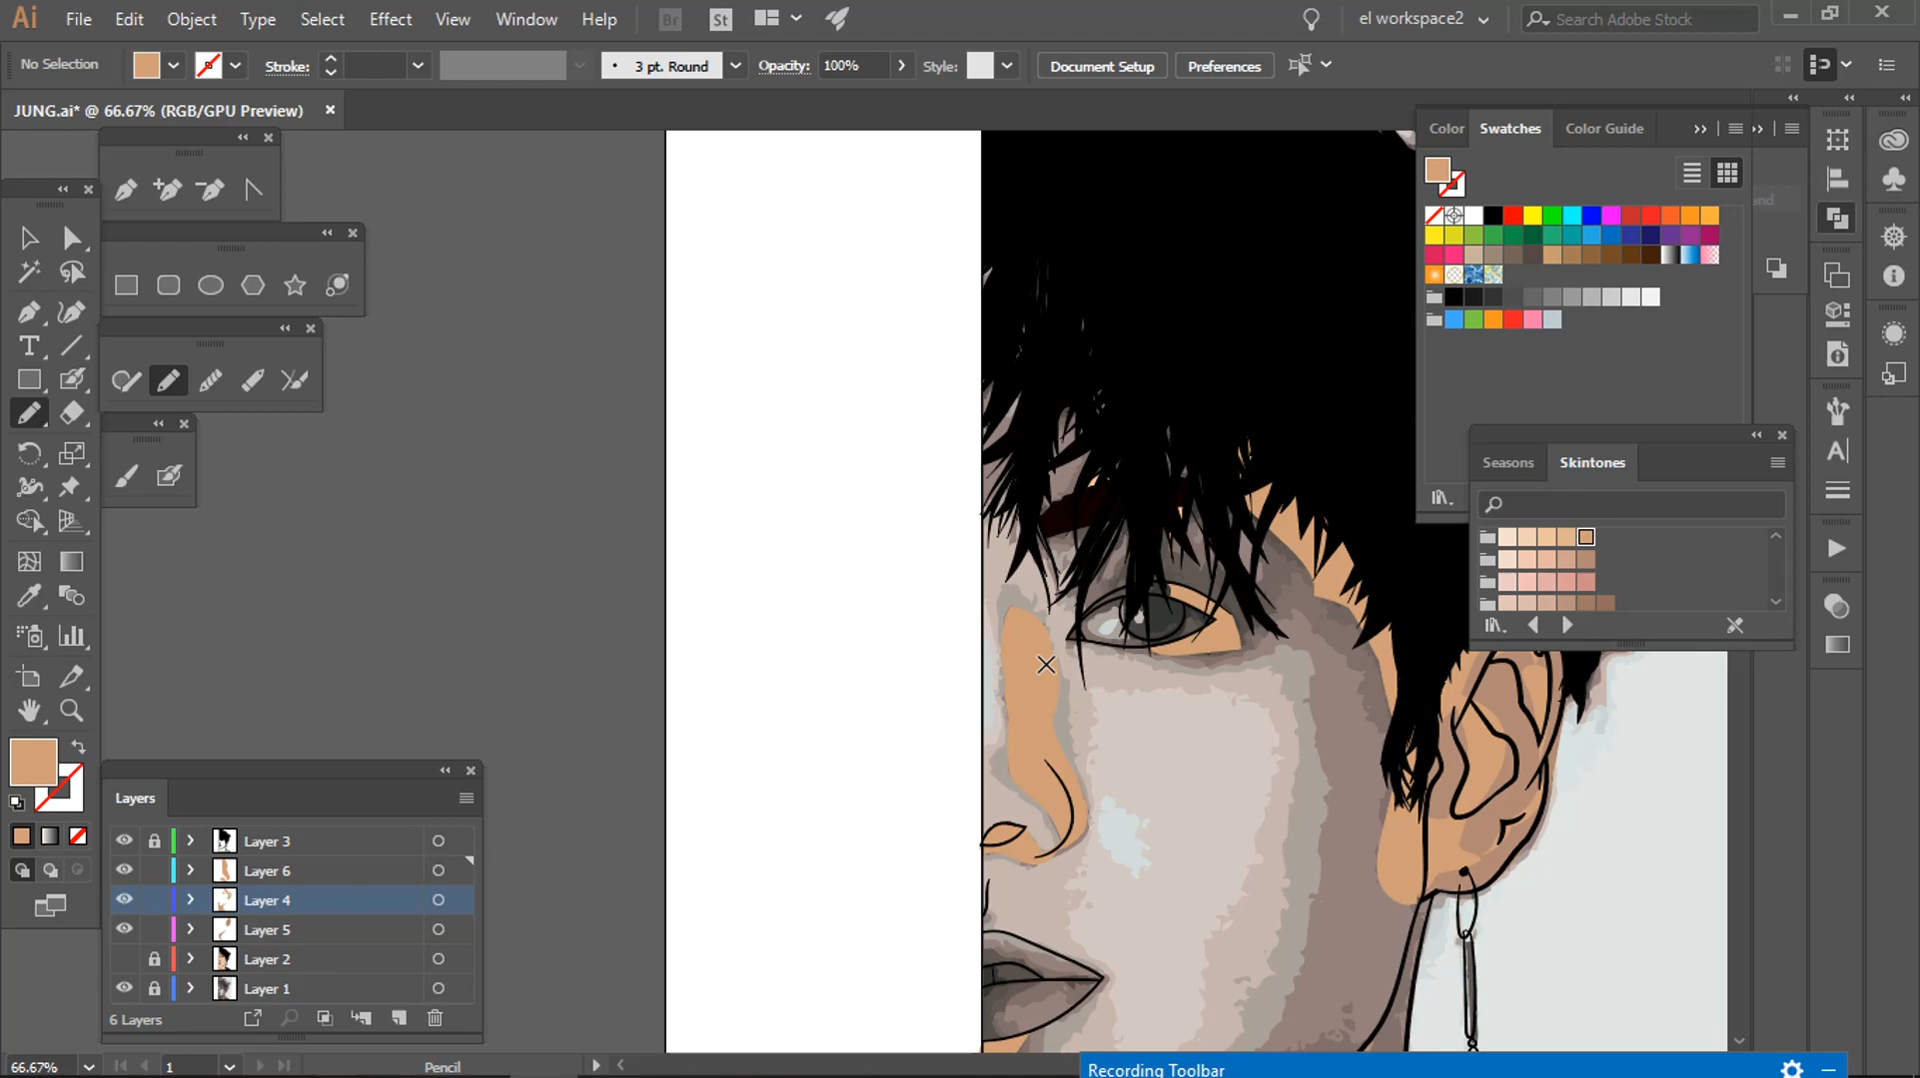 Ai File Edit Object Type Select Effect View Window Help Br St el workspace2 Search Adobe Stock
No Selection Stroke: 3 pt. Round Opacity: 100% Style: Document Setup Preferences
JUNG.ai* @ 66.67% (RGB/GPU Preview)
Color Swatches Color Guide
Seasons Skintones
Layers
Layer 3
Layer 6
Layer 4
Layer 5
Layer 2
Layer 1
6 Layers
66.67% 1 Pencil
Recording Toolbar